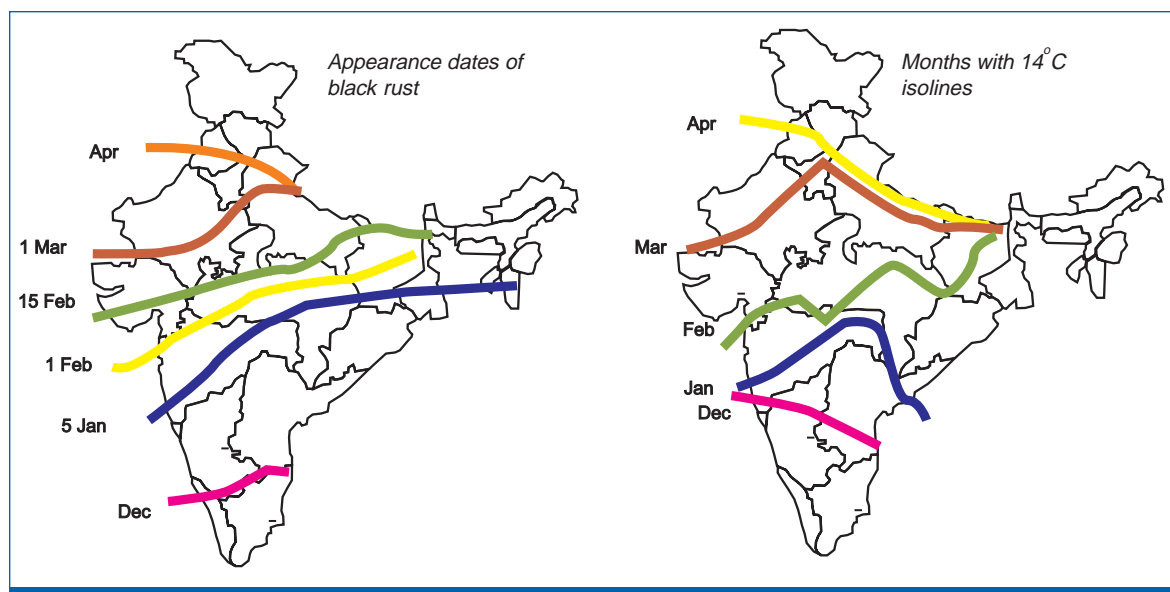 Appearance dates of
black rust
Apr
1 Mar
15 Feb
1 Feb
5 Jan
Dec
Months with 14°C
isolines
Apr
Mar
Feb
Jan
Dec